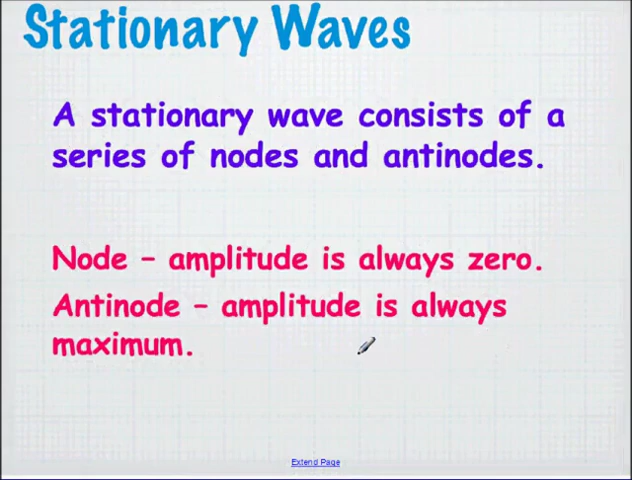 Stationary Waves
A stationary wave consists of a
series of nodes and antinodes.
Node – amplitude is always zero.
Antinode – amplitude is always
maximum.
Extend Page